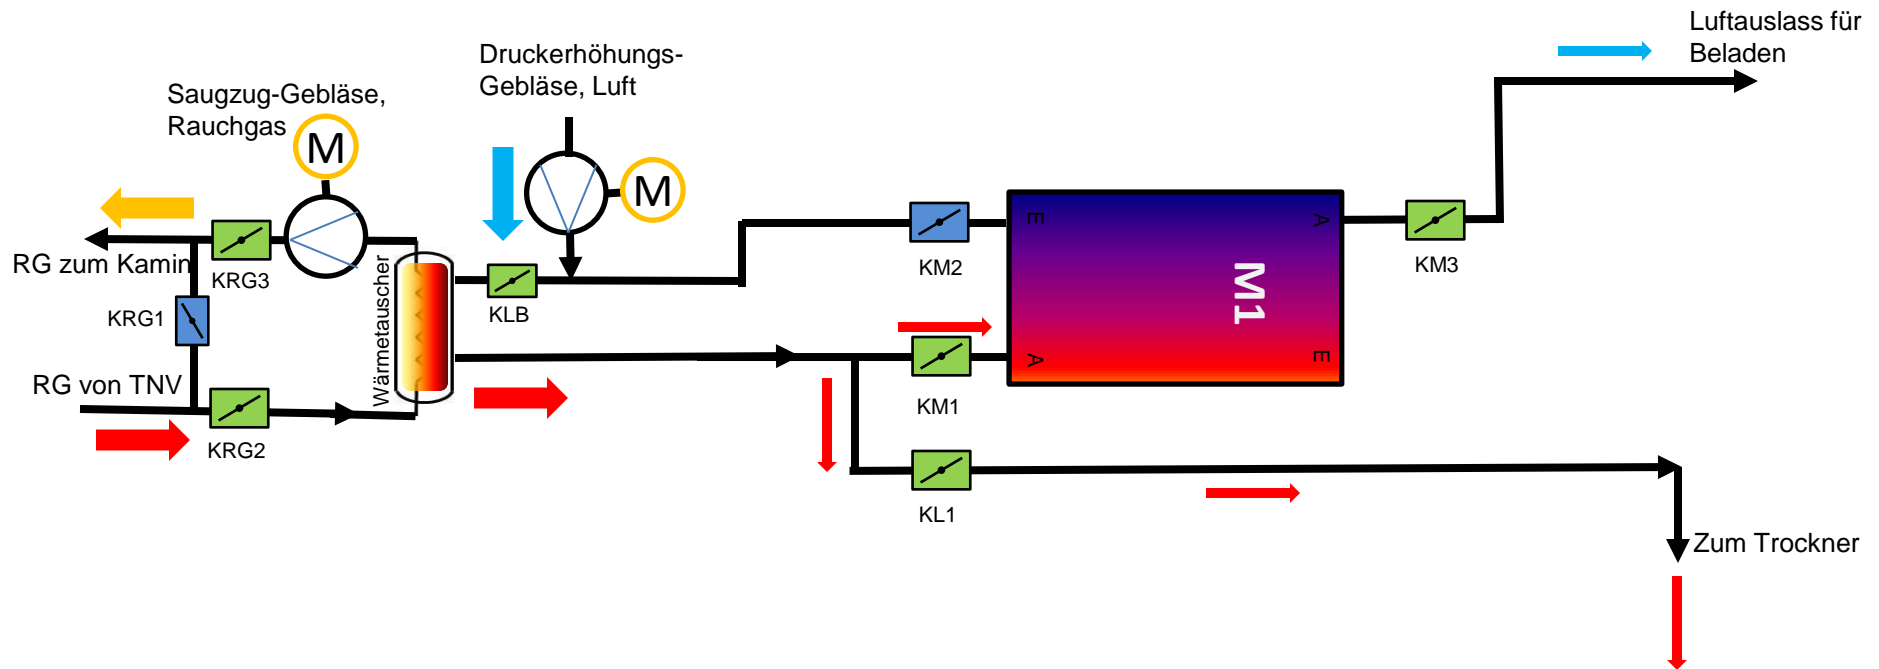 Luftauslass für
Beladen
Druckerhöhungs-
Gebläse, Luft
Saugzug-Gebläse,
Rauchgas
M
M
E
A
KM2
KM3
RG zum Kamin
KRG3
Wärmetauscher
KLB
M1
KRG1
A
E
RG von TNV
KM1
KRG2
KL1
Zum Trockner